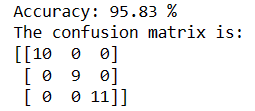 Accuracy: 95.83 %
The confusion matrix is:
[[10  0  0]
 [ 0  9  0]
 [ 0  0 11]]